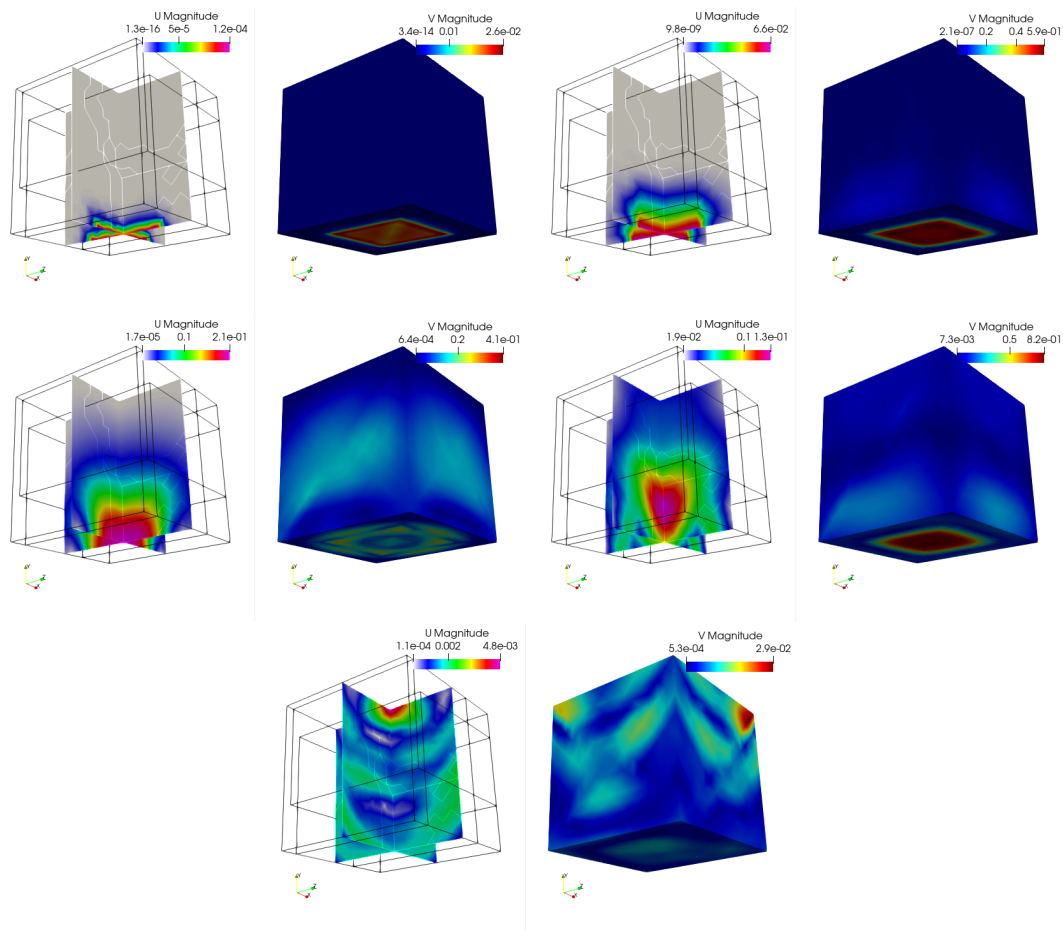 U Magnitude
1.3e-16 5e-5 1.2e-04
V Magnitude
3.4e-14 0.01 2.6e-02
U Magnitude
9.8e-09 6.6e-02
V Magnitude
2.1e-07 0.2 0.4 5.9e-01
Y
Z
X
Y
Z
X
Y
Z
X
Y
Z
X
U Magnitude
1.7e-05 0.1 2.1e-01
V Magnitude
6.4e-04 0.2 4.1e-01
U Magnitude
1.9e-02 0.1 1.3e-01
V Magnitude
7.3e-03 0.5 8.2e-01
Y
Z
X
Y
Z
X
Y
Z
X
Y
Z
X
U Magnitude
1.1e-04 0.002 4.8e-03
V Magnitude
5.3e-04 2.9e-02
Y
Z
X
Y
Z
X